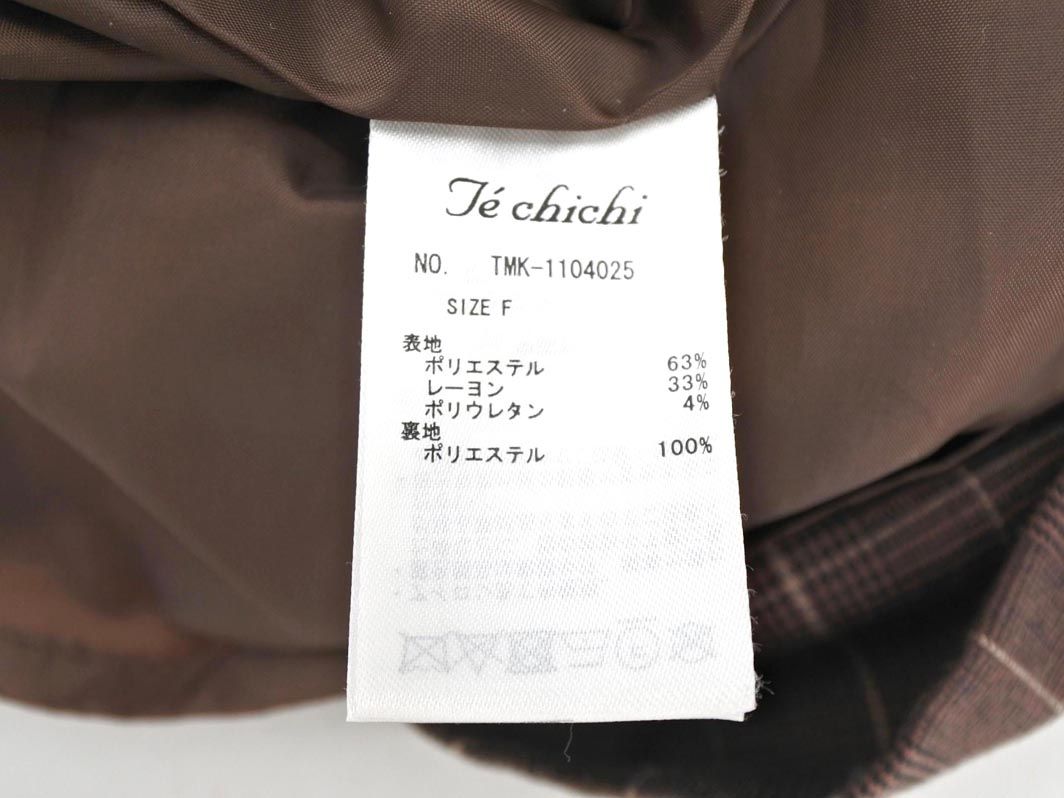 Té chichi
NO. TMK-1104025
SIZE F
表地
ポリエステル 63%
レーヨン 33%
ポリウレタン 4%
裏地
ポリエステル 100%